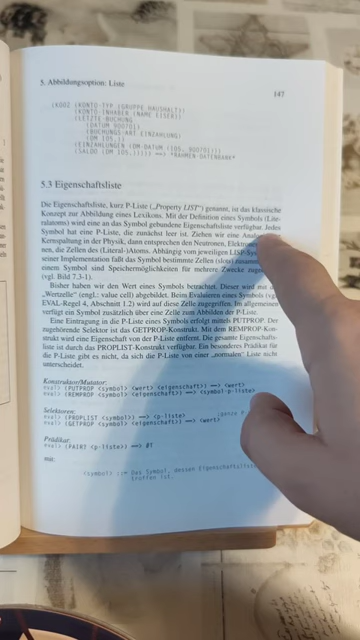 5. Abbildungsoption: Liste
147
(K002 (KONTO-TYP (GRUPPE HAUSHALT))
(KONTO-INHABER (NAME EISER))
(LETZTE-BUCHUNG
(DATUM
(BUCHUNGS-ART EINZAHLUNG)
(DM
(EINZAHLUNGEN (DM-DATUM
(SALDO (DM ==> *RAHMEN-DATENBANK*
5.3 Eigenschaftsliste
Die Eigenschaftsliste, kurz P-Liste („Property LIST“) genannt, ist das klassische
Konzept zur Abbildung eines Lexikons. Mit der Definition eines Symbols (Lite-
ralatoms) wird eine an das Symbol gebundene Eigenschaftsliste verfügbar. Jedes
Symbol hat eine P-Liste, die zunächst leer ist. Ziehen wir eine
Kernspaltung in der Physik, dann entsprechen den Neutronen,
nen, die Zellen des (Literal-)Atoms. Abhängig vom jeweiligen
seiner Implementation faßt das Symbol bestimmte Zellen (slots)
einem Symbol sind Speichermöglichkeiten für mehrere Zwecke
(vgl. Bild 7.3-1).
Bisher haben wir den Wert eines Symbols betrachtet. Dieser wird
„Wertzelle“ (engl.: value cell) abgebildet. Beim Evaluieren eines Symbols
EVAL-Regel 4, Abschnitt 1.2) wird auf diese Zelle zugegriffen. Im allgemeinen
verfügt ein Symbol zusätzlich über eine Zelle zum Abbilden der P-Liste.
Eine Eintragung in die P-Liste eines Symbols erfolgt mittels PUTPROP. Der
zugehörende Selektor ist das GETPROP-Konstrukt. Mit dem REMPROP-Kon-
strukt wird eine Eigenschaft von der P-Liste entfernt. Die gesamte Eigenschafts-
liste ist durch das PROPLIST-Konstrukt verfügbar. Ein besonderes Prädikat für
die P-Liste gibt es nicht, da sich die P-Liste von einer „normalen“ Liste nicht
unterscheidet.
Konstruktor/Mutator:
eval> (PUTPROP <symbol> <wert> <eigenschaft>) ==> <wert>
eval> (REMPROP <symbol> <eigenschaft>) ==> <symbol-p-liste>
Selektoren:
eval> (PROPLIST <symbol>) ==> <p-liste>
eval> (GETPROP <symbol> <eigenschaft>) ==> <wert>
Prädikat:
eval> (PAIR? <p-liste>) ==> #T
mit:
<symbol> ::= Das Symbol, dessen
ist.